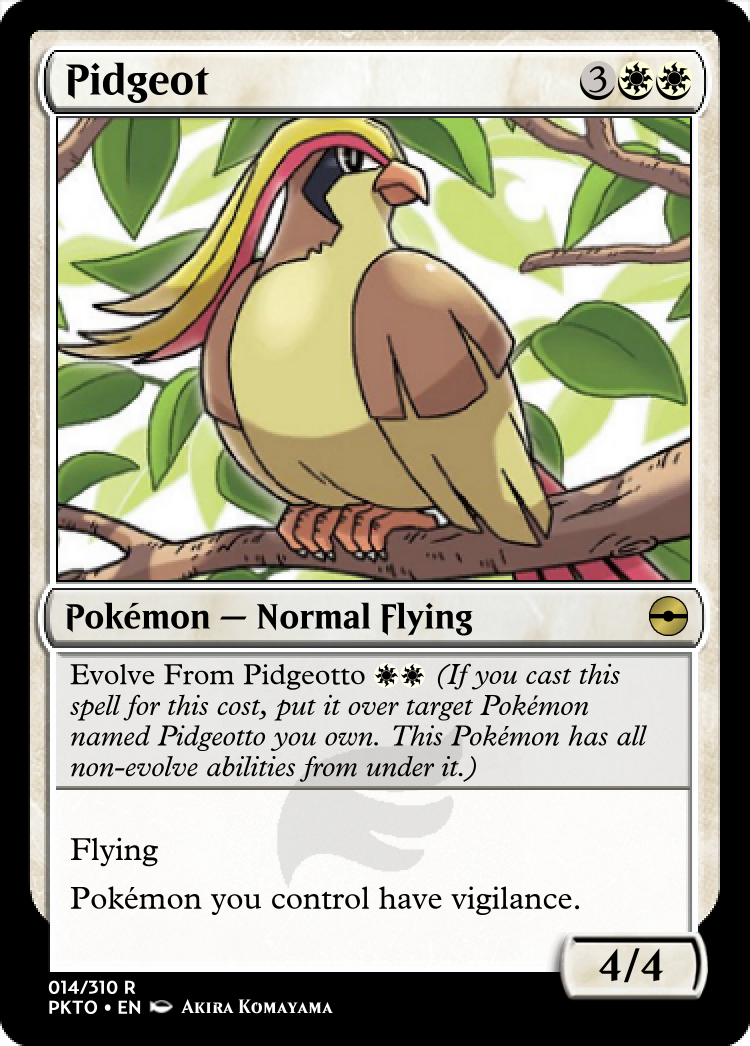 Pidgeot 3
Pokémon — Normal Flying
Evolve From Pidgeotto (If you cast this
spell for this cost, put it over target Pokémon
named Pidgeotto you own. This Pokémon has all
non-evolve abilities from under it.)
Flying
Pokémon you control have vigilance.
4/4
014/310 R
PKTO • EN Akira Komayama